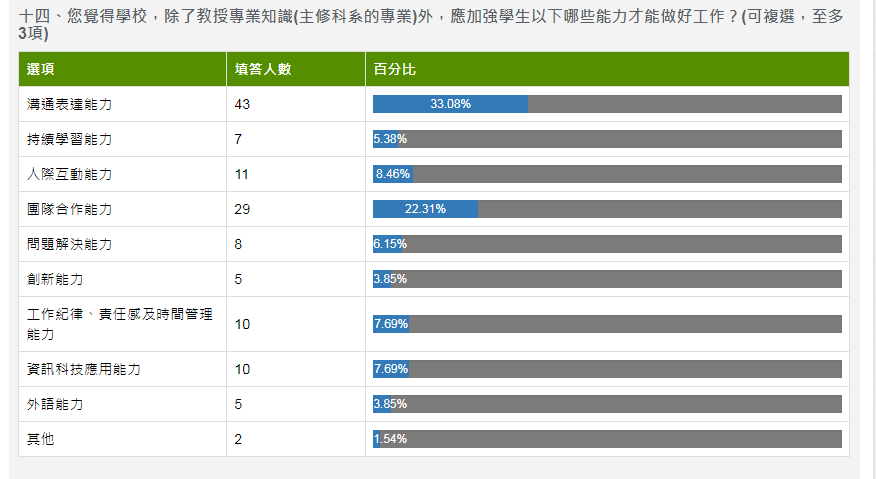 十四、您覺得學校，除了教授專業知識(主修科系的專業)外，應加強學生以下哪些能力才能做好工作？(可複選，至多
3項)
選項 填答人數 百分比
溝通表達能力 43 33.08%
持續學習能力 7 5.38%
人際互動能力 11 8.46%
團隊合作能力 29 22.31%
問題解決能力 8 6.15%
創新能力 5 3.85%
工作紀律、責任感及時間管理
能力 10 7.69%
資訊科技應用能力 10 7.69%
外語能力 5 3.85%
其他 2 1.54%